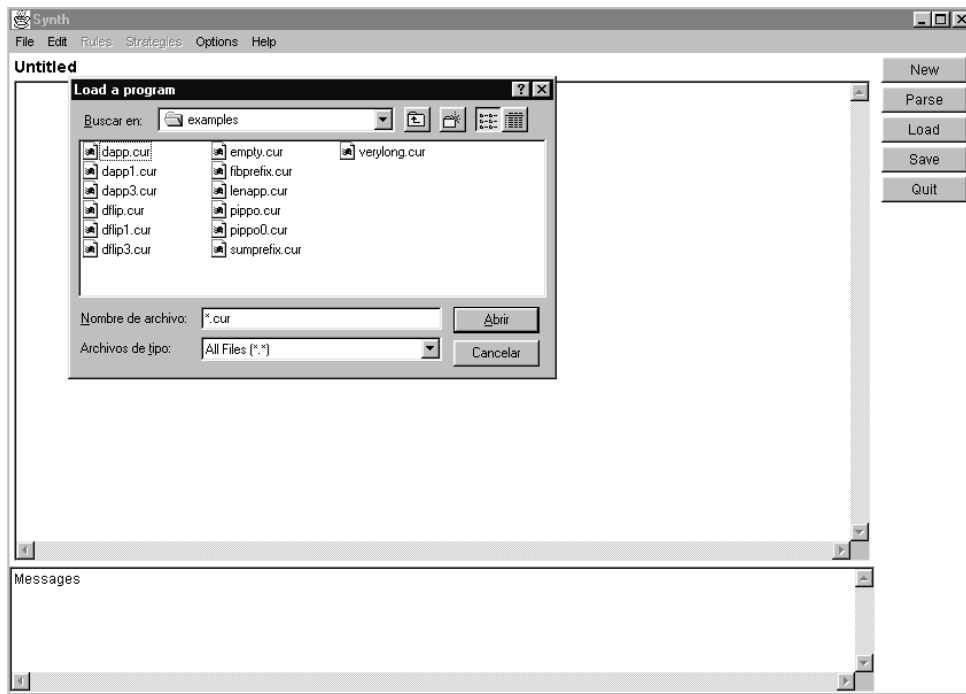 Synth
File Edit Rules Strategies Options Help
Untitled
New
Parse
Load
Save
Quit
Load a program
Buscar en: examples
dapp.cur empty.cur verylong.cur
dapp1.cur fibprefix.cur
dapp3.cur lenapp.cur
dflip.cur pippo.cur
dflip1.cur pippo0.cur
dflip3.cur sumprefix.cur
Nombre de archivo: *.cur Abrir
Archivos de tipo: All Files (*.*) Cancelar
Messages